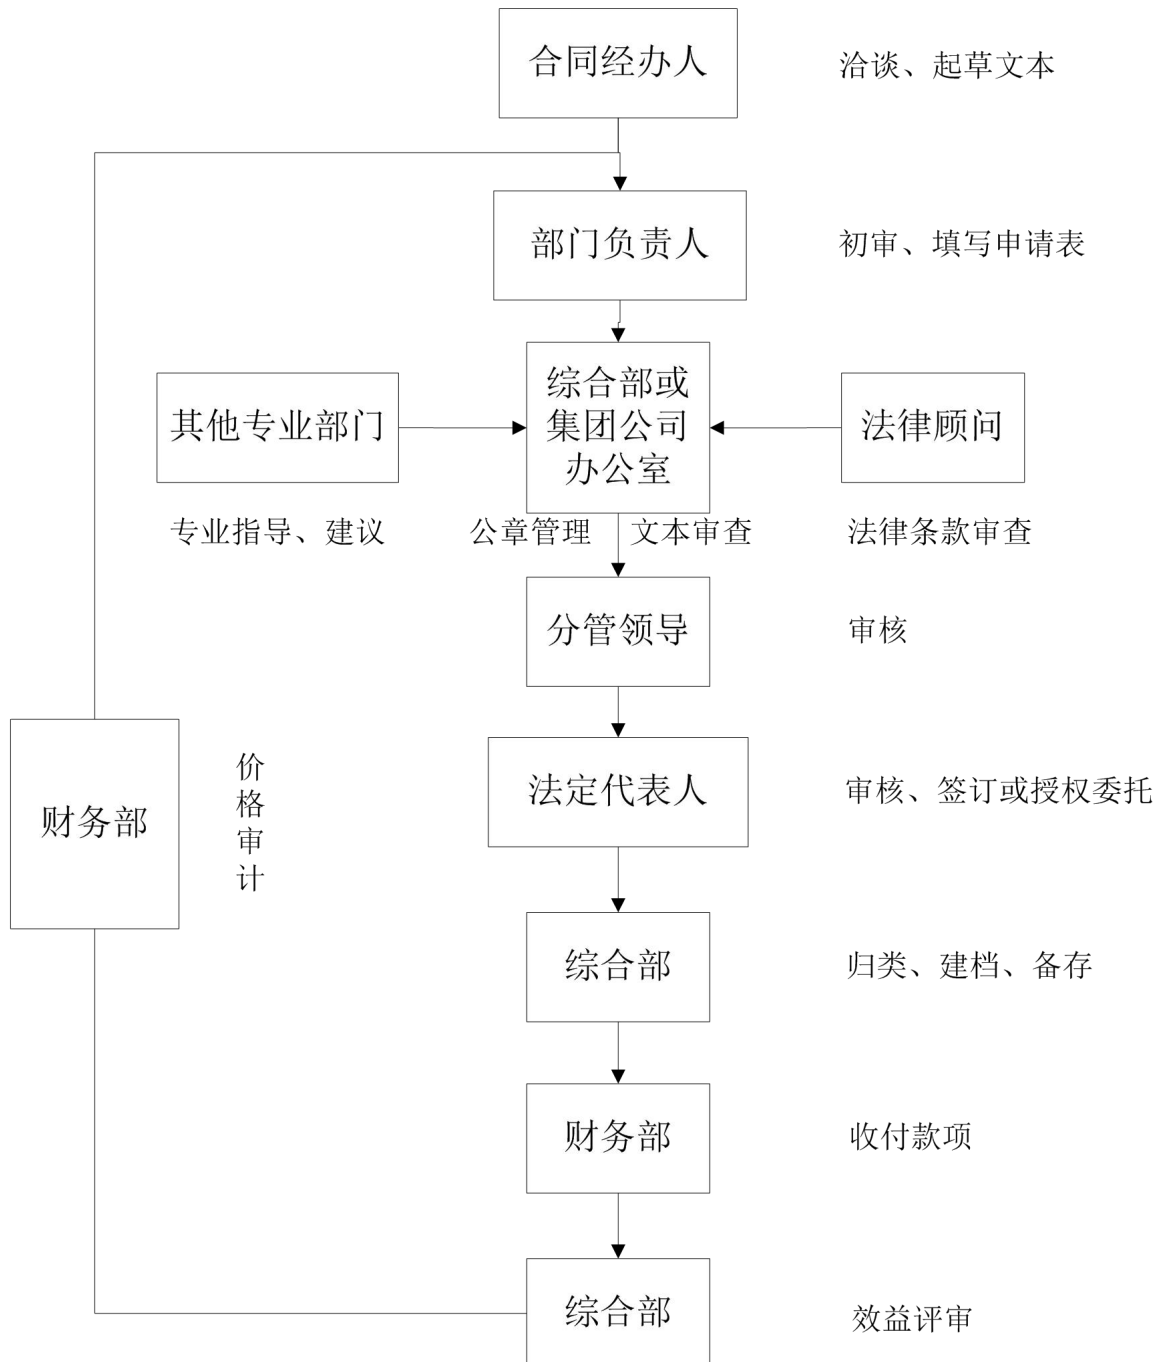 合同经办人
洽谈、起草文本
部门负责人
初审、填写申请表
其他专业部门
综合部或
集团公司
办公室
法律顾问
专业指导、建议
公章管理
文本审查
法律条款审查
分管领导
审核
财务部
价格审计
法定代表人
审核、签订或授权委托
综合部
归类、建档、备存
财务部
收付款项
综合部
效益评审